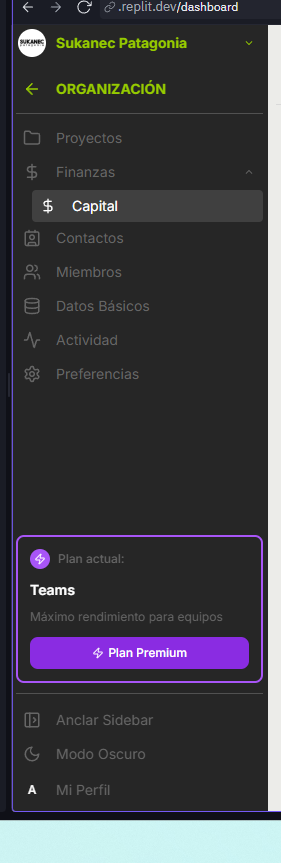 .replit.dev/dashboard
SUKANEC
PATAGONIA
Sukanec Patagonia
ORGANIZACIÓN
Proyectos
Finanzas
Capital
Contactos
Miembros
Datos Básicos
Actividad
Preferencias
Plan actual:
Teams
Máximo rendimiento para equipos
Plan Premium
Anclar Sidebar
Modo Oscuro
A Mi Perfil